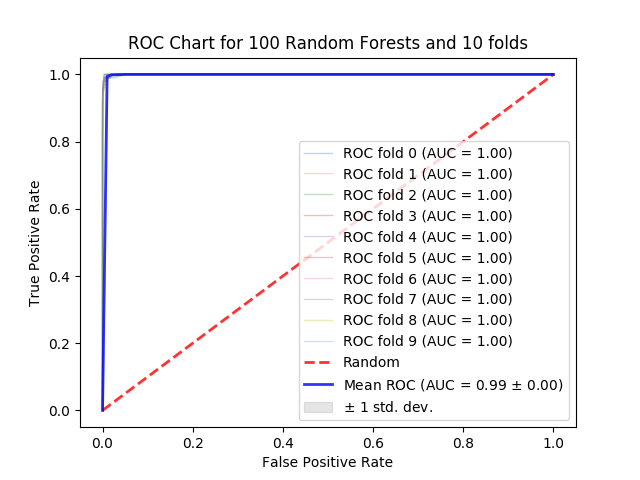 ROC Chart for 100 Random Forests and 10 folds
1.0
0.8
0.6
0.4
0.2
0.0
True Positive Rate
ROC fold 0 (AUC = 1.00)
ROC fold 1 (AUC = 1.00)
ROC fold 2 (AUC = 1.00)
ROC fold 3 (AUC = 1.00)
ROC fold 4 (AUC = 1.00)
ROC fold 5 (AUC = 1.00)
ROC fold 6 (AUC = 1.00)
ROC fold 7 (AUC = 1.00)
ROC fold 8 (AUC = 1.00)
ROC fold 9 (AUC = 1.00)
Random
Mean ROC (AUC = 0.99 ± 0.00)
± 1 std. dev.
0.0 0.2 0.4 0.6 0.8 1.0
False Positive Rate